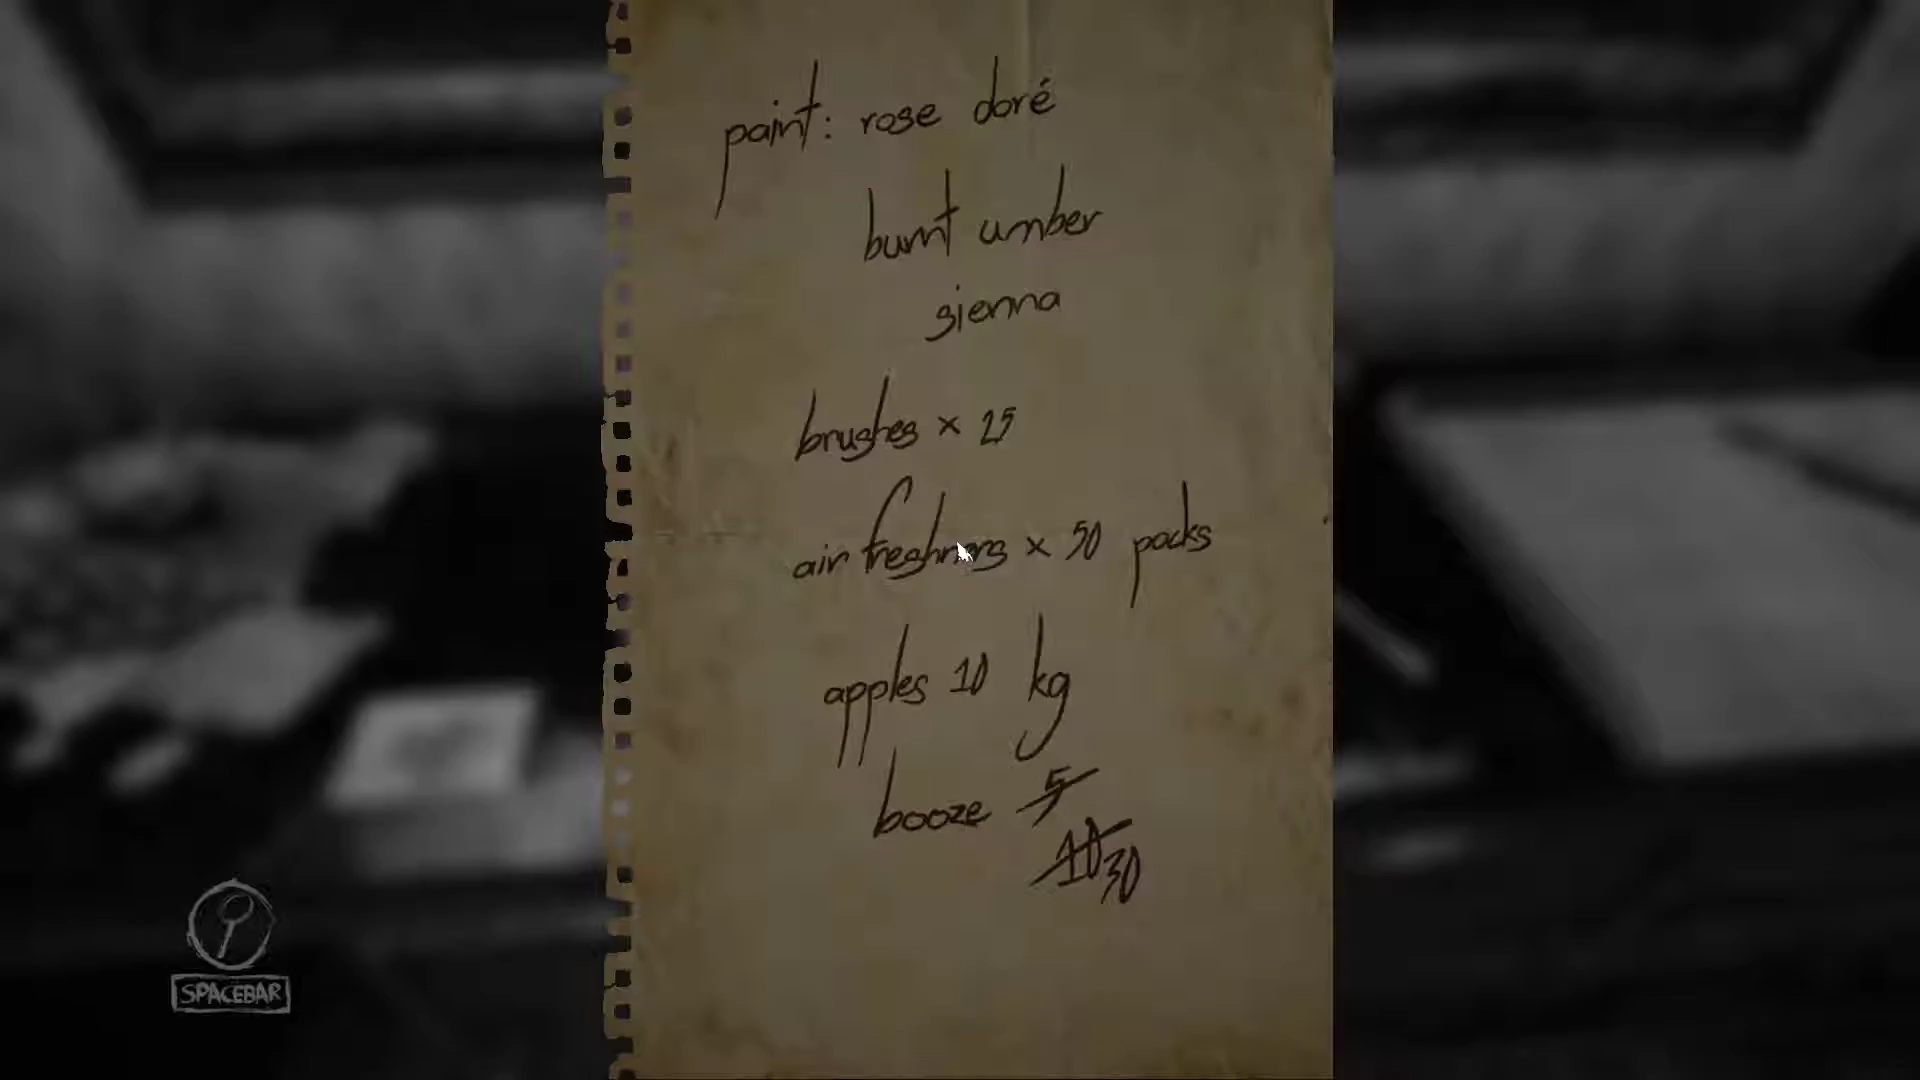 paint: rose doré
burnt umber
sienna
brushes × 25
air freshners × 50 packs
apples 10 kg
booze 5
10 30
SPACEBAR